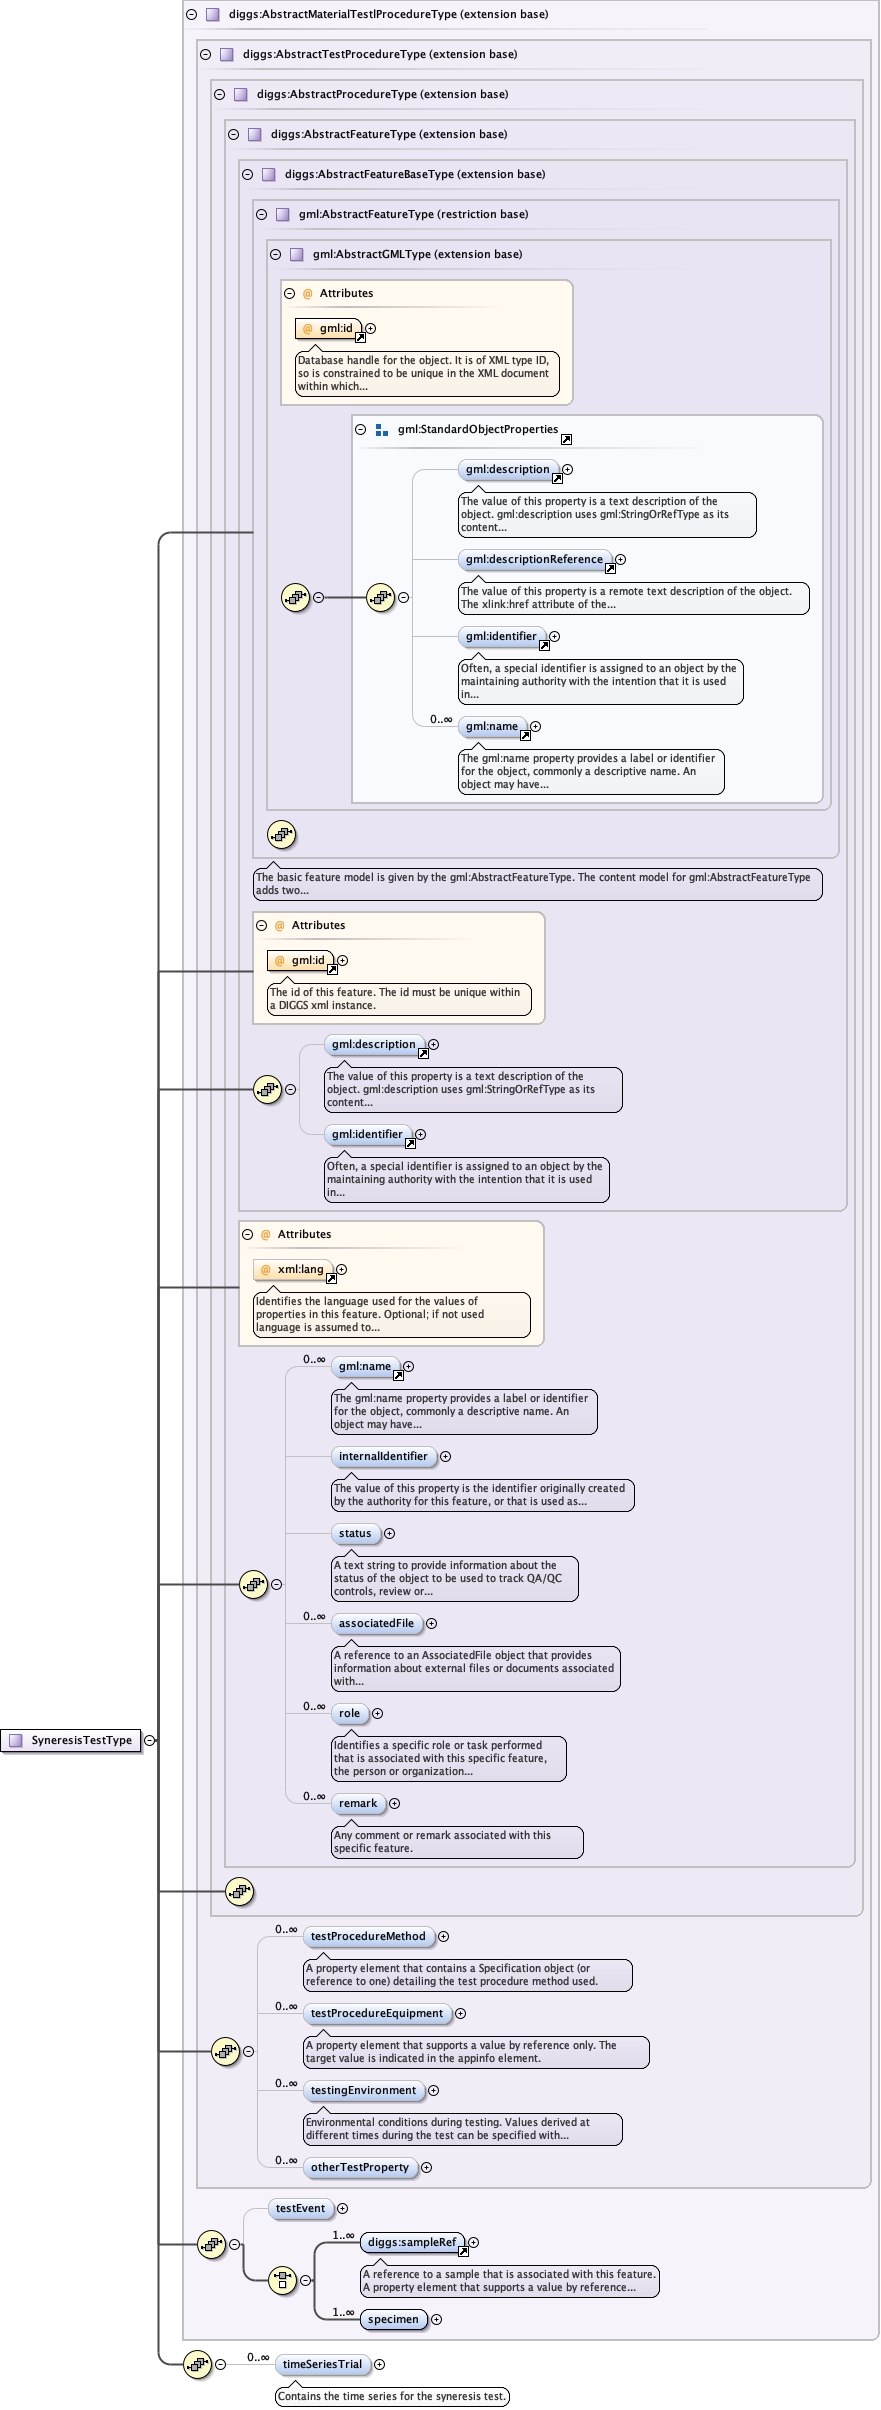 diggs:AbstractMaterialTestlProcedureType (extension base)
diggs:AbstractTestProcedureType (extension base)
diggs:AbstractProcedureType (extension base)
diggs:AbstractFeatureType (extension base)
diggs:AbstractFeatureBaseType (extension base)
gml:AbstractFeatureType (restriction base)
gml:AbstractGMLType (extension base)
@ Attributes
@ gml:id
Database handle for the object. It is of XML type ID,
so is constrained to be unique in the XML document
within which...
gml:StandardObjectProperties
gml:description
The value of this property is a text description of the
object. gml:description uses gml:StringOrRefType as its
content...
gml:descriptionReference
The value of this property is a remote text description of the object.
The xlink:href attribute of the...
gml:identifier
Often, a special identifier is assigned to an object by the
maintaining authority with the intention that it is used
in...
0..∞ gml:name
The gml:name property provides a label or identifier
for the object, commonly a descriptive name. An
object may have...
The basic feature model is given by the gml:AbstractFeatureType. The content model for gml:AbstractFeatureType
adds two...
@ Attributes
@ gml:id
The id of this feature. The id must be unique within
a DIGGS xml instance.
gml:description
The value of this property is a text description of the
object. gml:description uses gml:StringOrRefType as its
content...
gml:identifier
Often, a special identifier is assigned to an object by the
maintaining authority with the intention that it is used
in...
@ Attributes
@ xml:lang
Identifies the language used for the values of
properties in this feature. Optional; if not used
language is assumed to...
0..∞ gml:name
The gml:name property provides a label or identifier
for the object, commonly a descriptive name. An
object may have...
internalIdentifier
The value of this property is the identifier originally created
by the authority for this feature, or that is used as...
status
A text string to provide information about the
status of the object to be used to track QA/QC
controls, review or...
0..∞ associatedFile
A reference to an AssociatedFile object that provides
information about external files or documents associated
with...
0..∞ role
Identifies a specific role or task performed
that is associated with this specific feature,
the person or organization...
SyneresisTestType
0..∞ remark
Any comment or remark associated with this
specific feature.
0..∞ testProcedureMethod
A property element that contains a Specification object (or
reference to one) detailing the test procedure method used.
0..∞ testProcedureEquipment
A property element that supports a value by reference only. The
target value is indicated in the appinfo element.
0..∞ testingEnvironment
Environmental conditions during testing. Values derived at
different times during the test can be specified with...
0..∞ otherTestProperty
testEvent
1..∞ diggs:sampleRef
A reference to a sample that is associated with this feature.
A property element that supports a value by reference...
1..∞ specimen
0..∞ timeSeriesTrial
Contains the time series for the syneresis test.